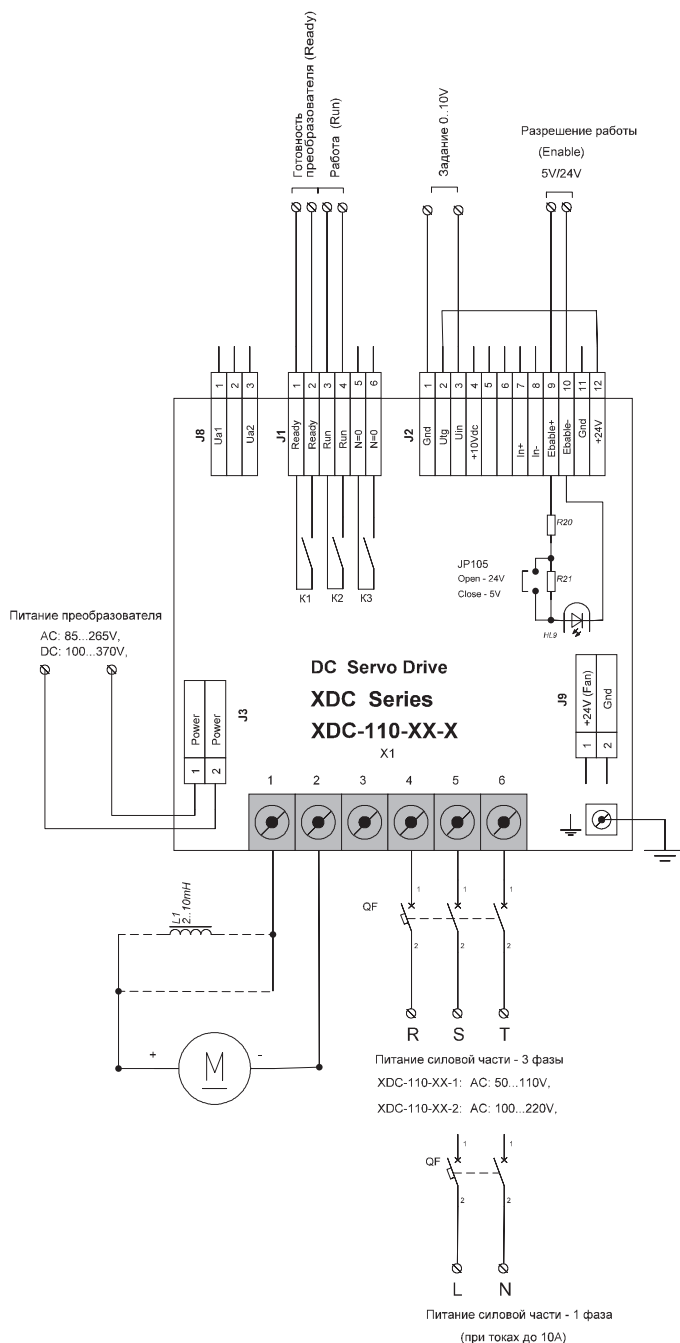 Готовность
преобразователя (Ready)
Работа (Run)
Задание 0..10V
Разрешение работы
(Enable)
5V/24V
J8
1
2
3
Ua1
Ua2
J1
1
2
3
4
5
6
Ready
Ready
Run
Run
N=0
N=0
K1
K2
K3
J2
1
2
3
4
5
6
7
8
9
10
11
12
Gnd
Utg
Uin
+10Vdc
In+
In-
Ebable+
Ebable-
Gnd
+24V
R20
JP105
Open - 24V
Close - 5V
R21
HL9
Питание преобразователя
AC: 85...265V,
DC: 100...370V,
J3
Power
Power
1
2
DC Servo Drive
XDC Series
XDC-110-XX-X
X1
J9
+24V (Fan)
Gnd
1
2
1
2
3
4
5
6
L1
2..10mH
+
M
-
QF
1
1
1
2
2
2
R
S
T
Питание силовой части - 3 фазы
XDC-110-XX-1: AC: 50...110V,
XDC-110-XX-2: AC: 100...220V,
QF
1
1
2
2
L
N
Питание силовой части - 1 фаза
(при токах до 10А)